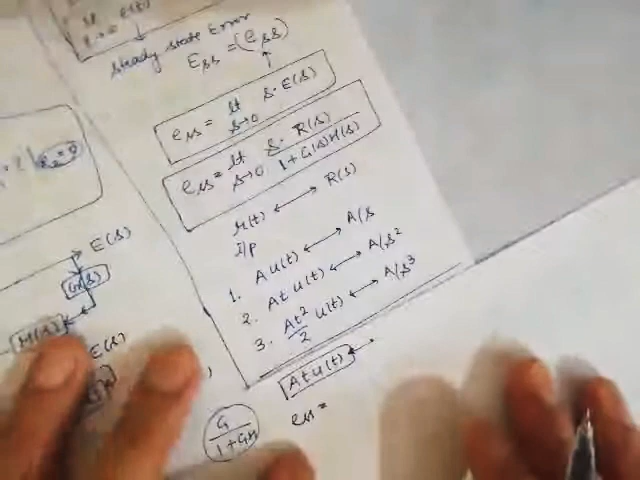 Steady State Error
Ess = (ess)
ess = lt s→0 s·E(s)
ess = lt s→0 s·R(s) / 1+G(s)H(s)
r(t) ⟷ R(s)
I/p
1. A u(t) ⟷ A/s
2. At u(t) ⟷ A/s²
3. At²/2 u(t) ⟷ A/s³
At u(t)
ess =
G / 1+GH
E(s)
G(s)
H(s)
E(s)